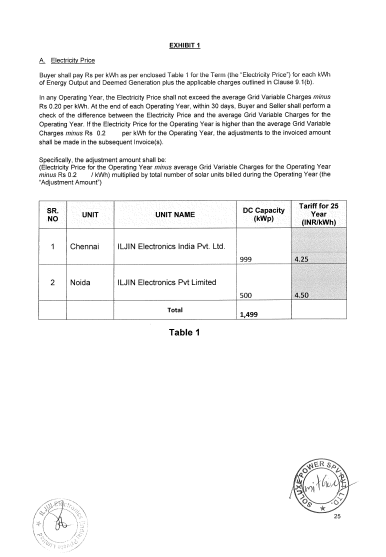 EXHIBIT 1
A. Electricity Price
Buyer shall pay Rs per kWh as per enclosed Table 1 for the Term (the “Electricity Price”) for each kWh
of Energy Output and Deemed Generation plus the applicable charges outlined in Clause 9.1(b).
In any Operating Year, the Electricity Price shall not exceed the average Grid Variable Charges minus
Rs 0.20 per kWh. At the end of each Operating Year, within 30 days, Buyer and Seller shall perform a
check of the difference between the Electricity Price and the average Grid Variable Charges for the
Operating Year. If the Electricity Price for the Operating Year is higher than the average Grid Variable
Charges minus Rs 0.2 per kWh for the Operating Year, the adjustments to the invoiced amount
shall be made in the subsequent Invoice(s).
Specifically, the adjustment amount shall be:
(Electricity Price for the Operating Year minus average Grid Variable Charges for the Operating Year
minus Rs 0.2 / kWh) multiplied by total number of solar units billed during the Operating Year (the
“Adjustment Amount”)
SR. NO UNIT UNIT NAME DC Capacity (kWp) Tariff for 25 Year (INR/kWh)
1 Chennai ILJIN Electronics India Pvt. Ltd. 999 4.25
2 Noida ILJIN Electronics Pvt Limited 500 4.50
Total 1,499
Table 1
SOLUXE POWER SPV PVT. LTD.
25